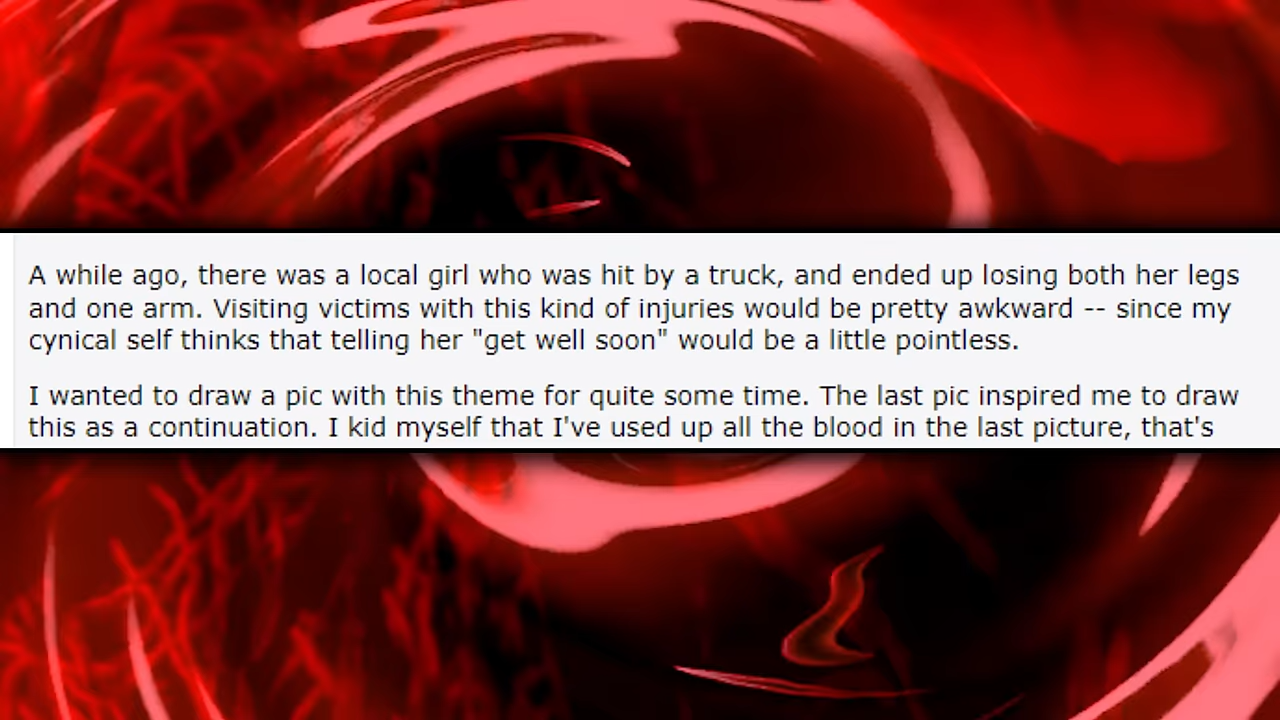 A while ago, there was a local girl who was hit by a truck, and ended up losing both her legs
and one arm. Visiting victims with this kind of injuries would be pretty awkward -- since my
cynical self thinks that telling her "get well soon" would be a little pointless.
I wanted to draw a pic with this theme for quite some time. The last pic inspired me to draw
this as a continuation. I kid myself that I've used up all the blood in the last picture, that's